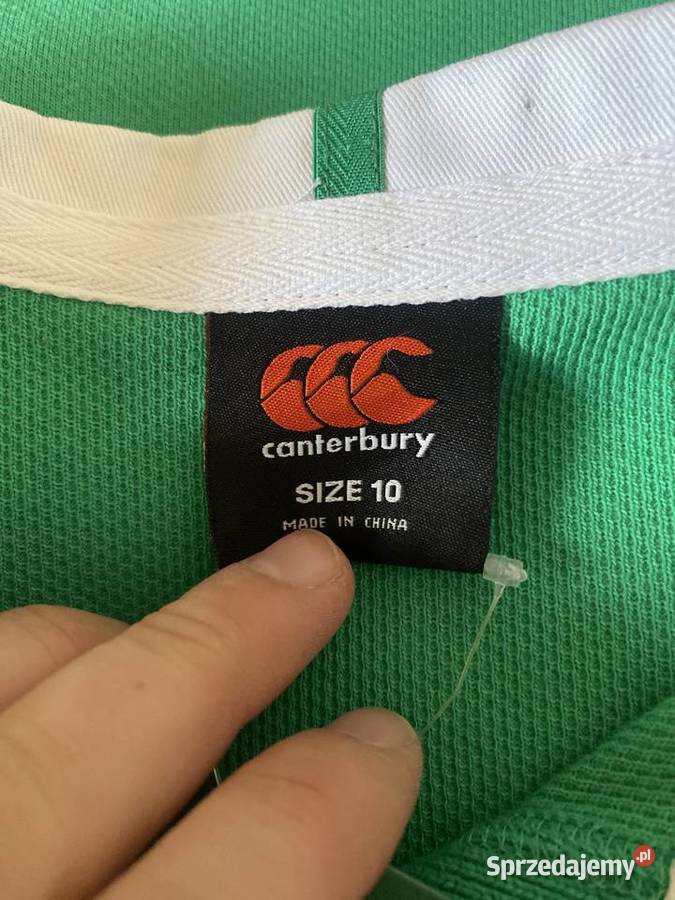 canterbury
SIZE 10
MADE IN CHINA
Sprzedajemy.pl